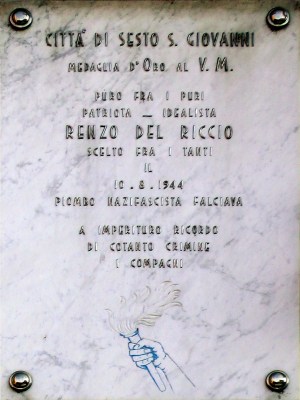 CITTÀ DI SESTO S. GIOVANNI
MEDAGLIA D'ORO AL V. M.
PURO FRA I PURI
PATRIOTA – IDEALISTA
RENZO DEL RICCIO
SCELTO FRA I TANTI
IL
10 . 8 . 1944
PIOMBO NAZIFASCISTA FALCIAVA
A IMPERITURO RICORDO
DI COTANTO CRIMINE
I COMPAGNI